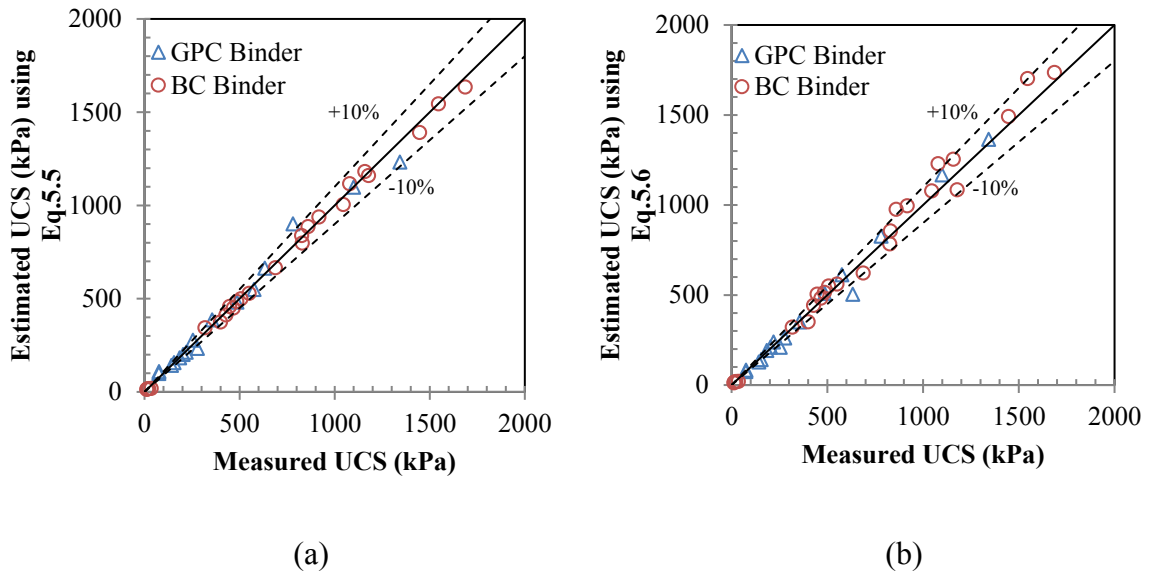 2000
1500
1000
500
0
Estimated UCS (kPa) using
Eq.5.5
GPC Binder
BC Binder
+10%
-10%
0 500 1000 1500 2000
Measured UCS (kPa)
(a)
2000
1500
1000
500
0
Estimated UCS (kPa) using
Eq.5.6
GPC Binder
BC Binder
+10%
-10%
0 500 1000 1500 2000
Measured UCS (kPa)
(b)